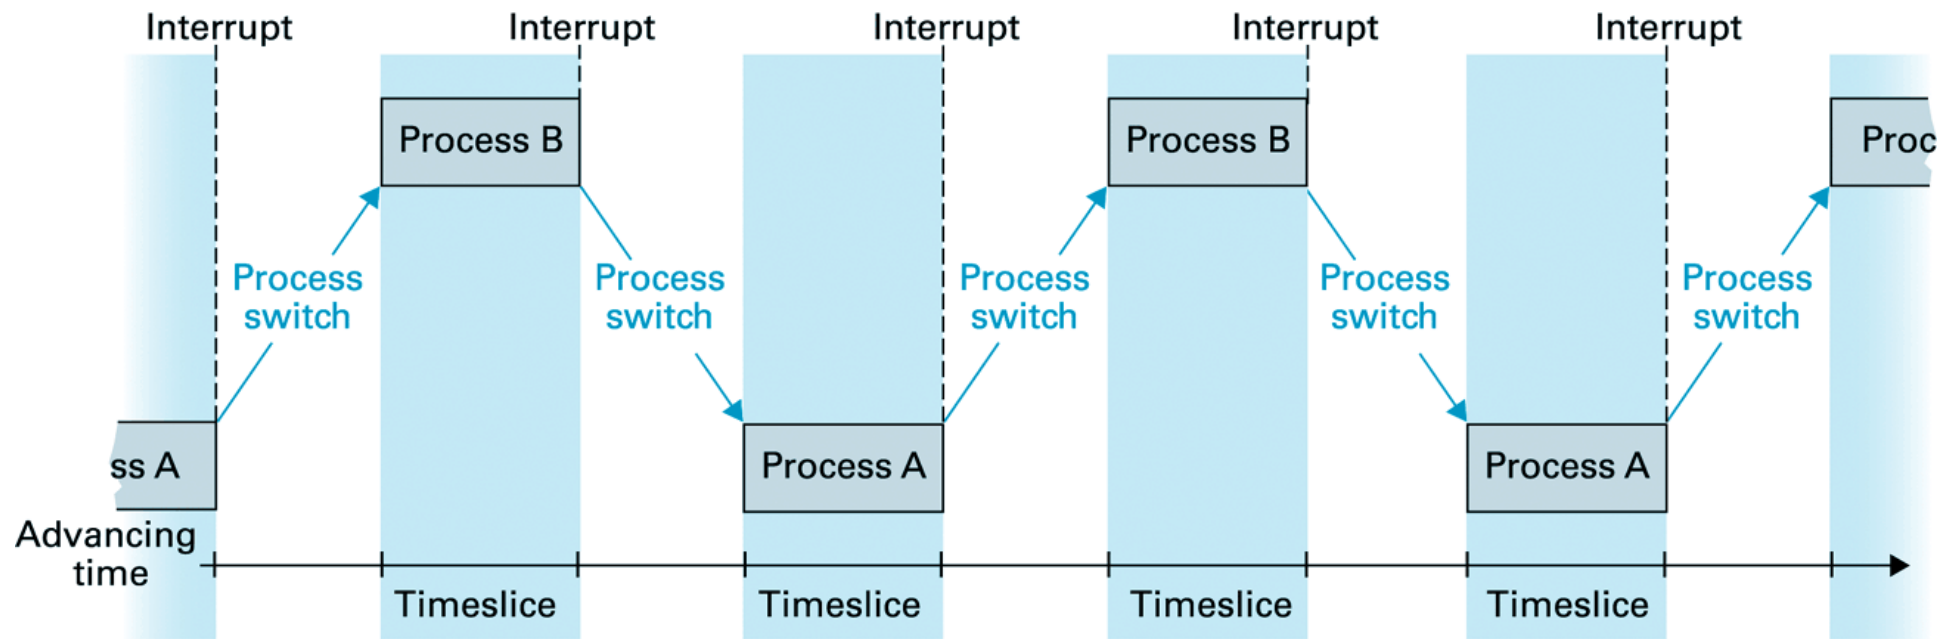 Interrupt Interrupt Interrupt Interrupt Interrupt
Process B Process B Proc
Process Process Process Process Process
switch switch switch switch switch
ss A Process A Process A
Advancing
time
Timeslice Timeslice Timeslice Timeslice